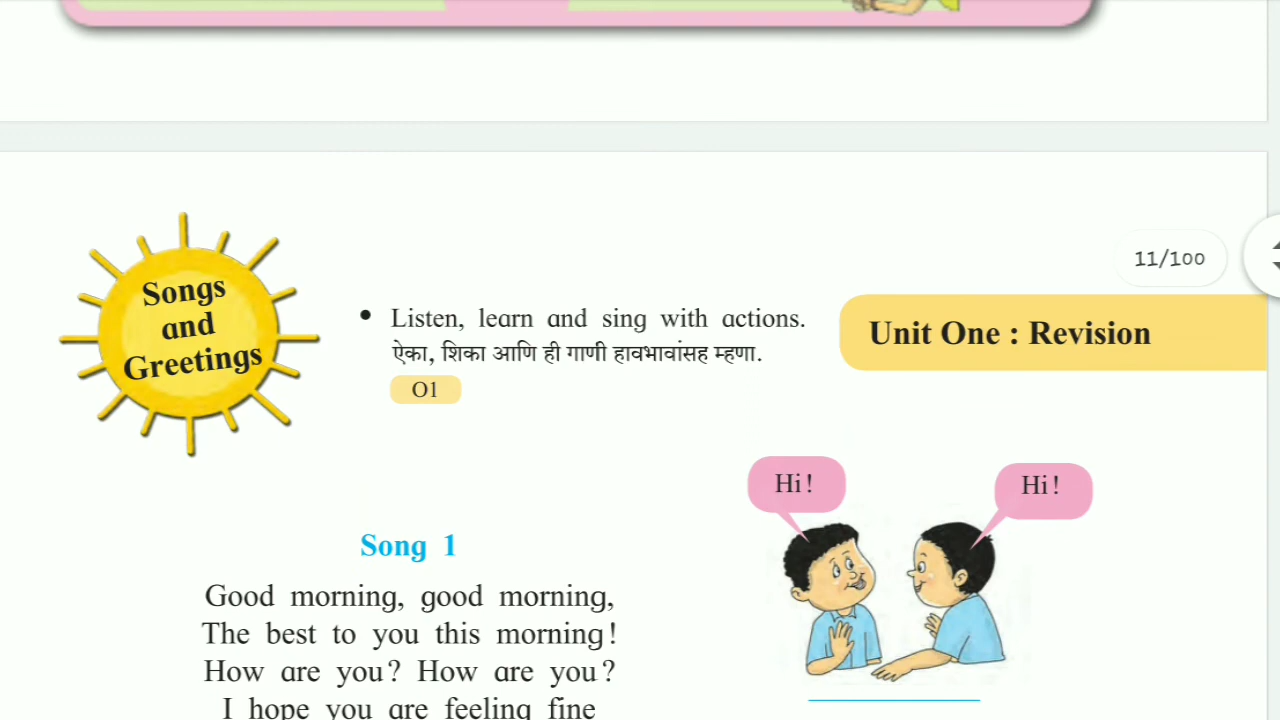 Songs
and
Greetings
• Listen, learn and sing with actions.
ऐका, शिका आणि ही गाणी हावभावांसह म्हणा.
01
11/100
Unit One : Revision
Hi!
Hi!
Song 1
Good morning, good morning,
The best to you this morning!
How are you? How are you?
I hope you are feeling fine